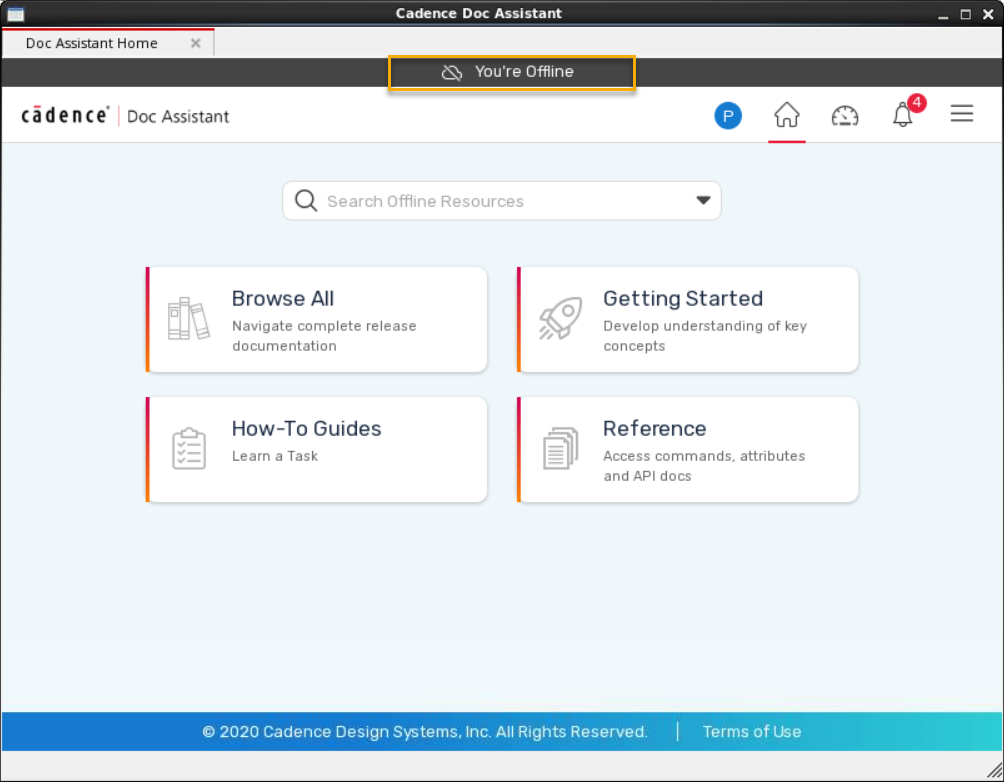 Cadence Doc Assistant
Doc Assistant Home
You're Offline
cādence® | Doc Assistant
P
4
Search Offline Resources
Browse All
Navigate complete release
documentation
Getting Started
Develop understanding of key
concepts
How-To Guides
Learn a Task
Reference
Access commands, attributes
and API docs
© 2020 Cadence Design Systems, Inc. All Rights Reserved. | Terms of Use